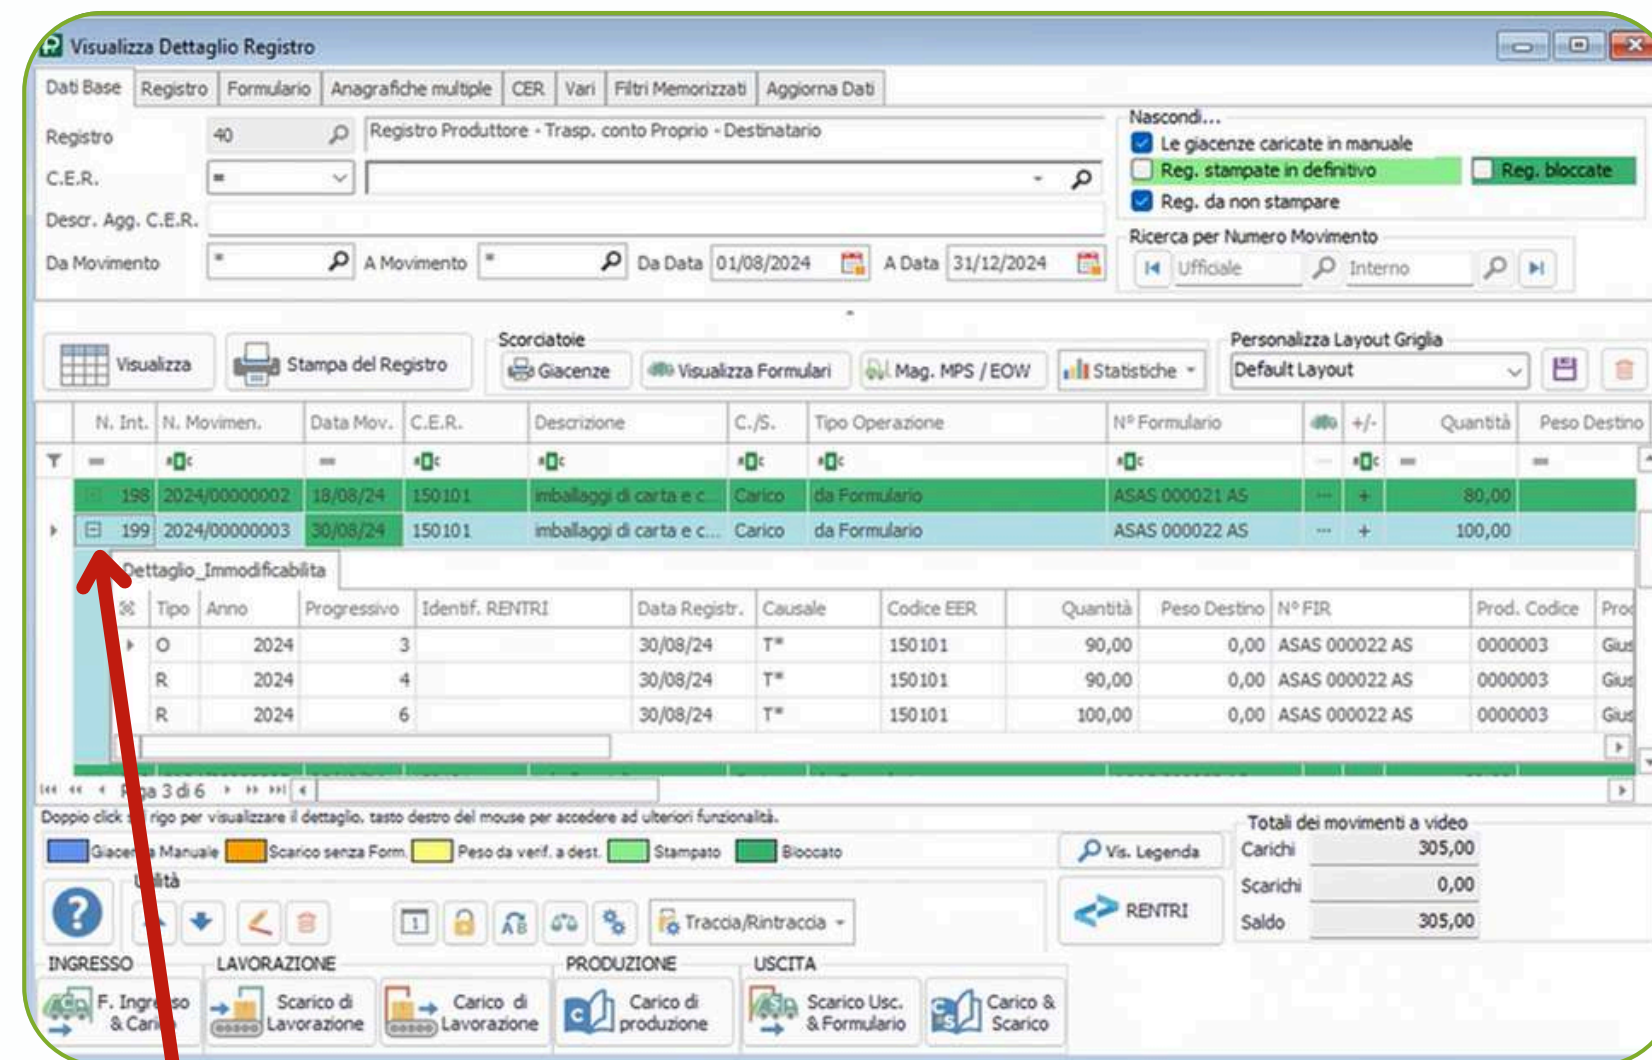 Visualizza Dettaglio Registro
Dati Base Registro Formulario Anagrafiche multiple CER Vari Filtri Memorizzati Aggiorna Dati
Registro 40 Registro Produttore - Trasp. conto Proprio - Destinatario
Nascondi...
Le giacenze caricate in manuale
C.E.R. =
Reg. stampate in definitivo Reg. bloccate
Reg. da non stampare
Descr. Agg. C.E.R.
Ricerca per Numero Movimento
Da Movimento * A Movimento * Da Data 01/08/2024 A Data 31/12/2024 Ufficiale Interno
Scorciatoie Personalizza Layout Griglia
Visualizza Stampa del Registro Giacenze Visualizza Formulari Mag. MPS / EOW Statistiche Default Layout
N. Int. N. Movimen. Data Mov. C.E.R. Descrizione C./S. Tipo Operazione Nº Formulario +/- Quantità Peso Destino
198 2024/00000002 18/08/24 150101 imballaggi di carta e c... Carico da Formulario ASAS 000021 AS ... + 80,00
199 2024/00000003 30/08/24 150101 imballaggi di carta e c... Carico da Formulario ASAS 000022 AS ... + 100,00
Dettaglio_Immodificabilita
Tipo Anno Progressivo Identif. RENTRI Data Registr. Causale Codice EER Quantità Peso Destino Nº FIR Prod. Codice
O 2024 3 30/08/24 T* 150101 90,00 0,00 ASAS 000022 AS 0000003
R 2024 4 30/08/24 T* 150101 90,00 0,00 ASAS 000022 AS 0000003
R 2024 6 30/08/24 T* 150101 100,00 0,00 ASAS 000022 AS 0000003
3 di 6
Doppio click rigo per visualizzare il dettaglio, tasto destro del mouse per accedere ad ulteriori funzionalità.
Totali dei movimenti a video
Manuale Scarico senza Form. Peso da verif. a dest. Stampato Bloccato Vis. Legenda Carichi 305,00
Scarichi 0,00
Traccia/Rintraccia RENTRI
Saldo 305,00
INGRESSO LAVORAZIONE PRODUZIONE USCITA
F. Ingresso Scarico di Carico di Carico di Scarico Usc. Carico &
Lavorazione Lavorazione produzione & Formulario Scarico